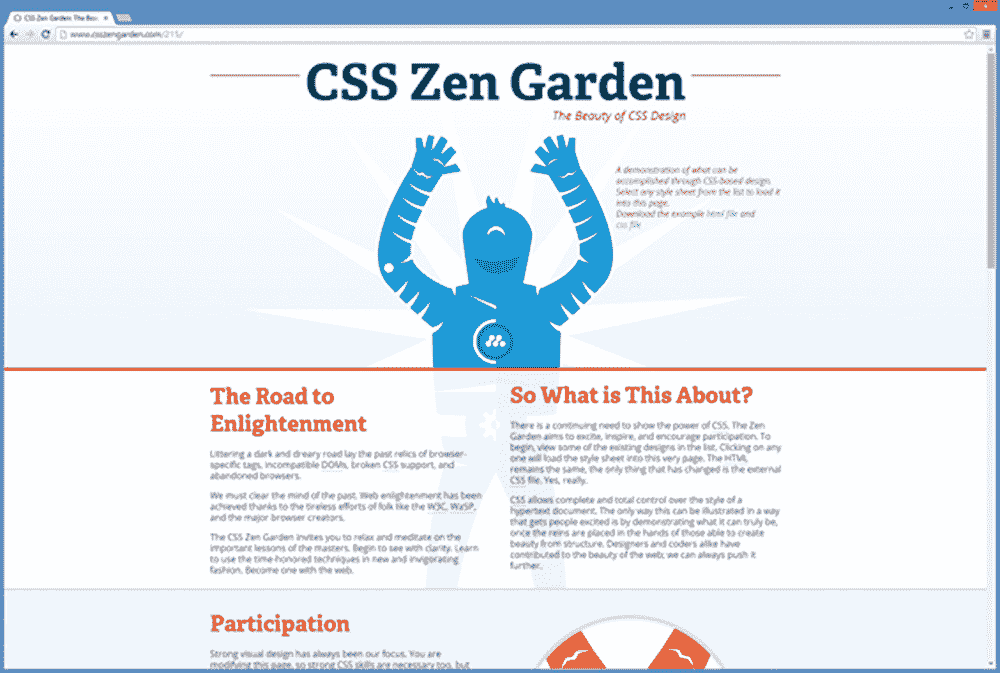 CSS Zen Garden: The Bea
www.csszengarden.com/215/
CSS Zen Garden
The Beauty of CSS Design
A demonstration of what can be
accomplished through CSS-based design.
Select any style sheet from the list to load it
into this page.
Download the example html file and
css file
The Road to
Enlightenment
Littering a dark and dreary road lay the past relics of browser-
specific tags, incompatible DOMs, broken CSS support, and
abandoned browsers.
We must clear the mind of the past. Web enlightenment has been
achieved thanks to the tireless efforts of folk like the W3C, WaSP,
and the major browser creators.
The CSS Zen Garden invites you to relax and meditate on the
important lessons of the masters. Begin to see with clarity. Learn
to use the time-honored techniques in new and invigorating
fashion. Become one with the web.
So What is This About?
There is a continuing need to show the power of CSS. The Zen
Garden aims to excite, inspire, and encourage participation. To
begin, view some of the existing designs in the list. Clicking on any
one will load the style sheet into this very page. The HTML
remains the same, the only thing that has changed is the external
CSS file. Yes, really.
CSS allows complete and total control over the style of a
hypertext document. The only way this can be illustrated in a way
that gets people excited is by demonstrating what it can truly be,
once the reins are placed in the hands of those able to create
beauty from structure. Designers and coders alike have
contributed to the beauty of the web; we can always push it
further.
Participation
Strong visual design has always been our focus. You are
modifying this page, so strong CSS skills are necessary too, but